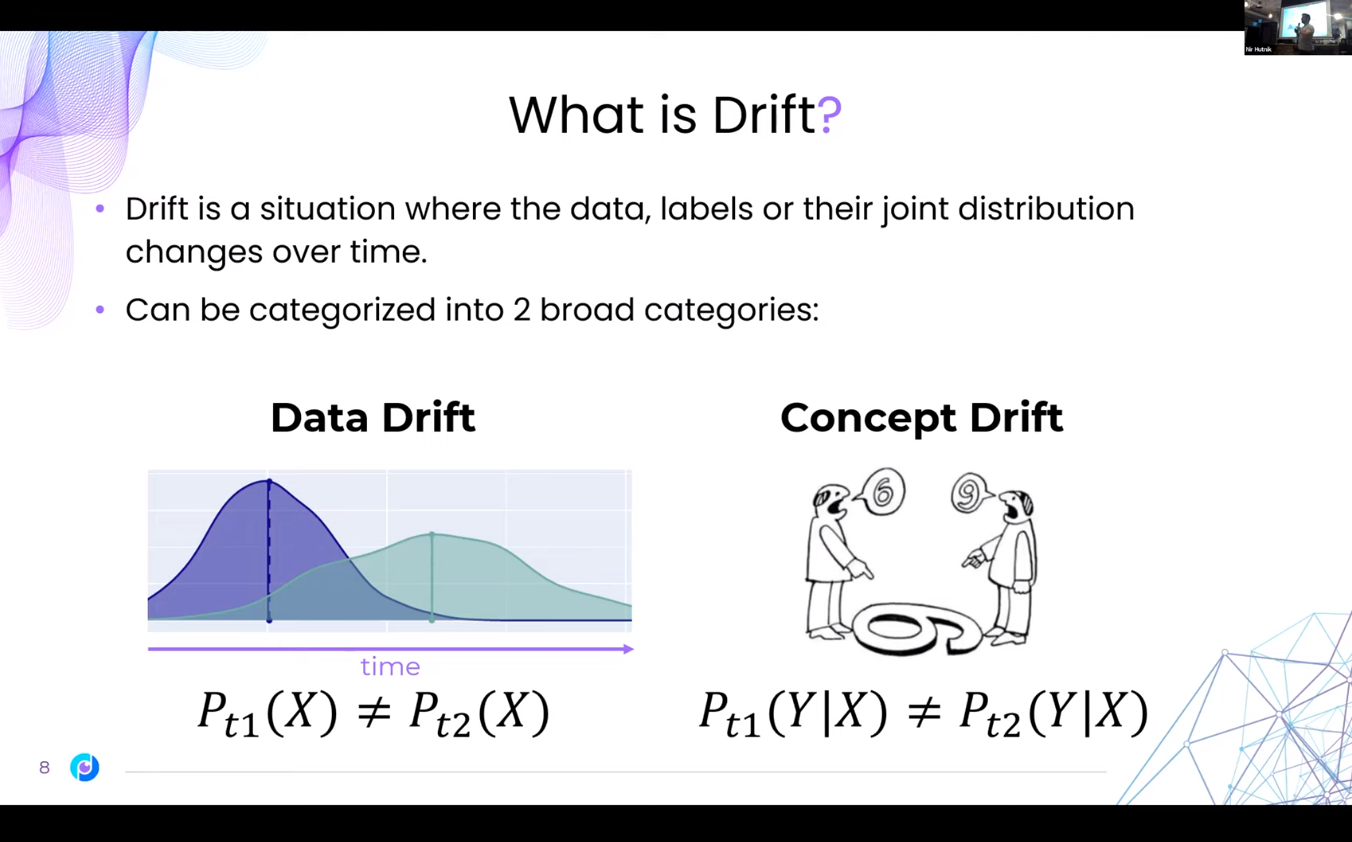 Nir Hutnik
What is Drift?
• Drift is a situation where the data, labels or their joint distribution
changes over time.
• Can be categorized into 2 broad categories:
Data Drift
time
P_{t1}(X) ≠ P_{t2}(X)
Concept Drift
6
9
6
P_{t1}(Y|X) ≠ P_{t2}(Y|X)
8